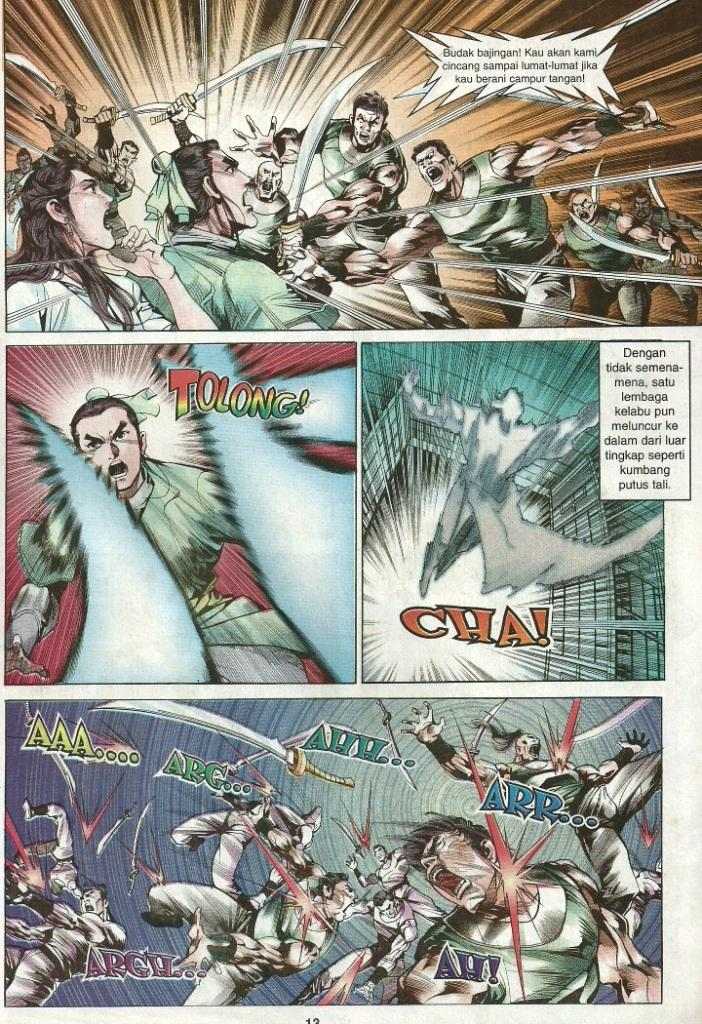 Budak bajingan! Kau akan kami
cincang sampai lumat-lumat jika
kau berani campur tangan!
TOLONG!
Dengan
tidak semena-
mena, satu
lembaga
kelabu pun
meluncur ke
dalam dari luar
tingkap seperti
kumbang
putus tali.
CHA!
AAA....
ARG...
AHH...
ARR...
ARGH...
AH!
13